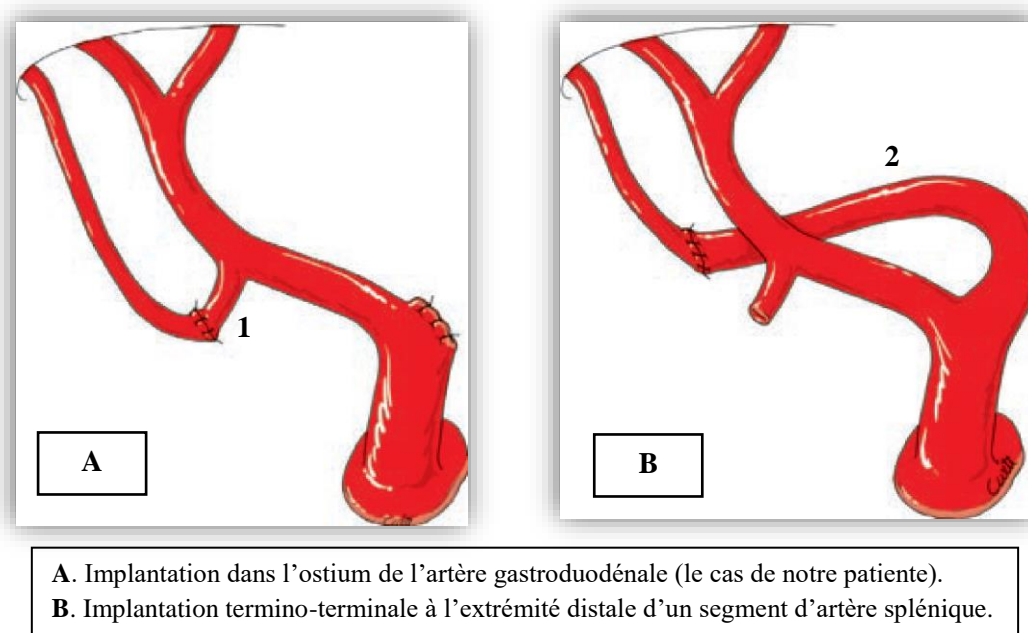 2
1
A
B
A. Implantation dans l’ostium de l’artère gastroduodénale (le cas de notre patiente).
B. Implantation termino-terminale à l’extrémité distale d’un segment d’artère splénique.